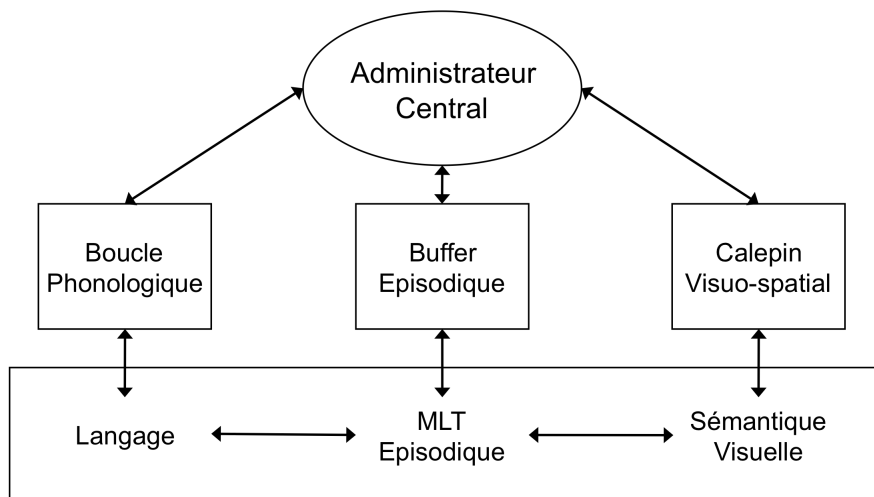 Administrateur
Central
Boucle
Phonologique
Buffer
Episodique
Calepin
Visuo-spatial
Langage
MLT
Episodique
Sémantique
Visuelle